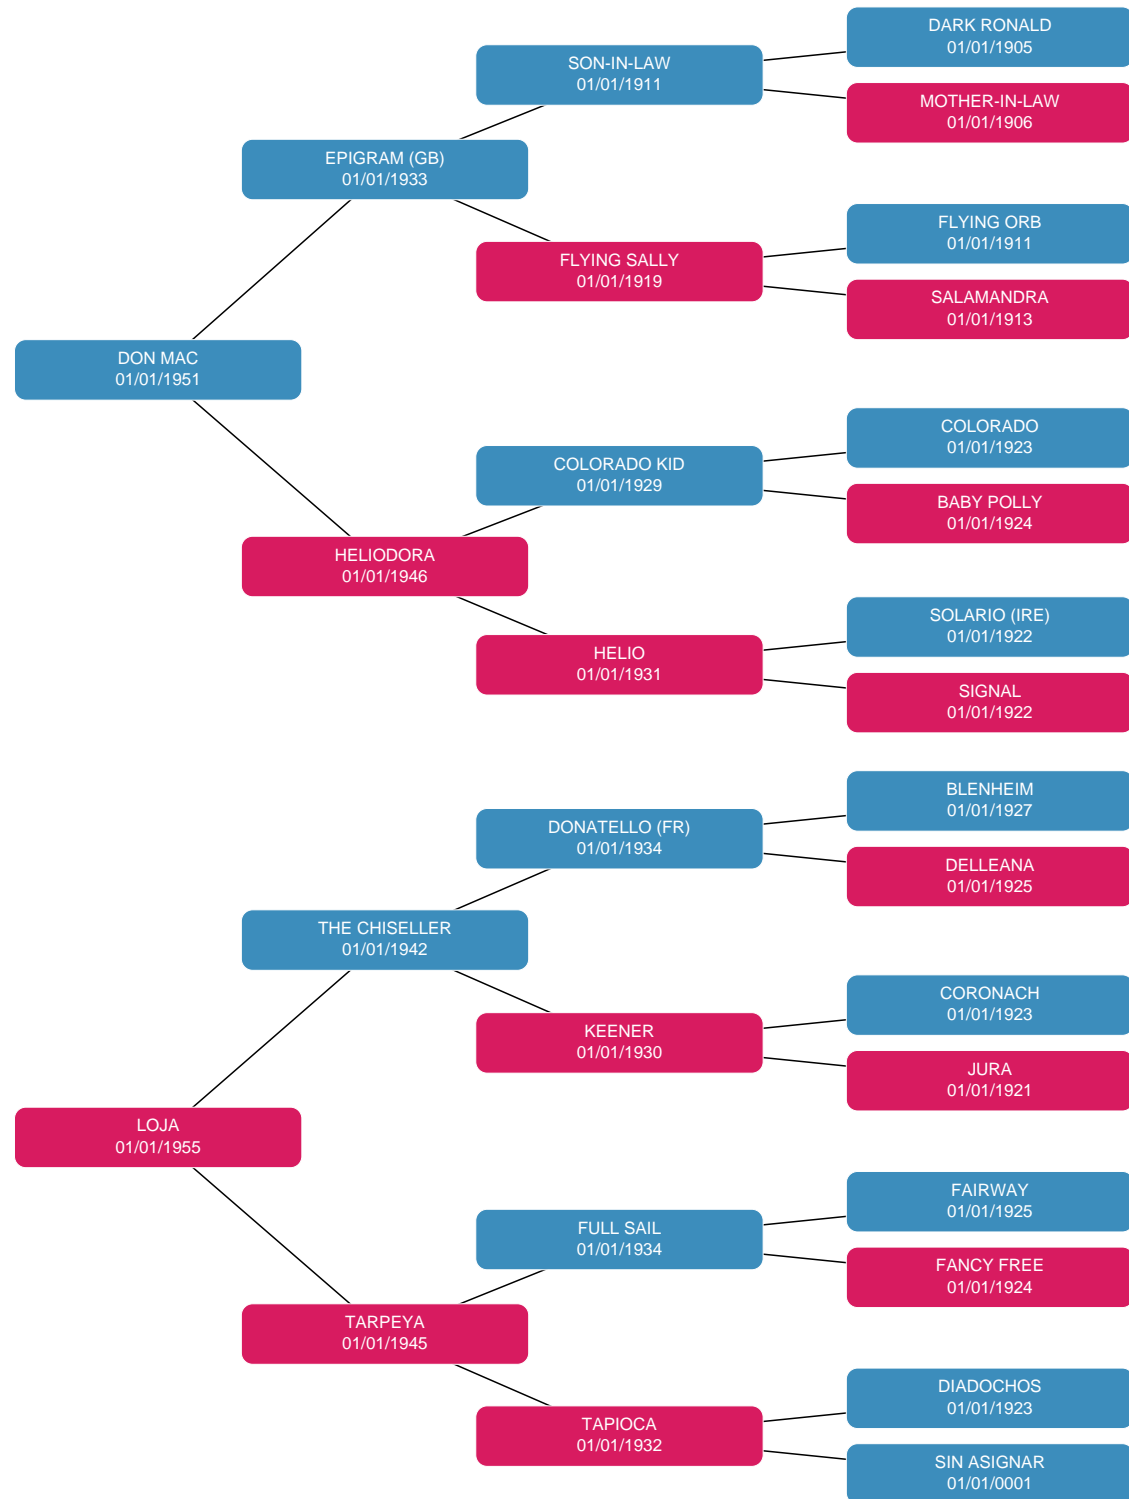 DARK RONALD
01/01/1905
SON-IN-LAW
01/01/1911
MOTHER-IN-LAW
01/01/1906
EPIGRAM (GB)
01/01/1933
FLYING ORB
01/01/1911
FLYING SALLY
01/01/1919
SALAMANDRA
01/01/1913
DON MAC
01/01/1951
COLORADO
01/01/1923
COLORADO KID
01/01/1929
BABY POLLY
01/01/1924
HELIODORA
01/01/1946
SOLARIO (IRE)
01/01/1922
HELIO
01/01/1931
SIGNAL
01/01/1922
BLENHEIM
01/01/1927
DONATELLO (FR)
01/01/1934
DELLEANA
01/01/1925
THE CHISELLER
01/01/1942
CORONACH
01/01/1923
KEENER
01/01/1930
JURA
01/01/1921
LOJA
01/01/1955
FAIRWAY
01/01/1925
FULL SAIL
01/01/1934
FANCY FREE
01/01/1924
TARPEYA
01/01/1945
DIADOCHOS
01/01/1923
TAPIOCA
01/01/1932
SIN ASIGNAR
01/01/0001